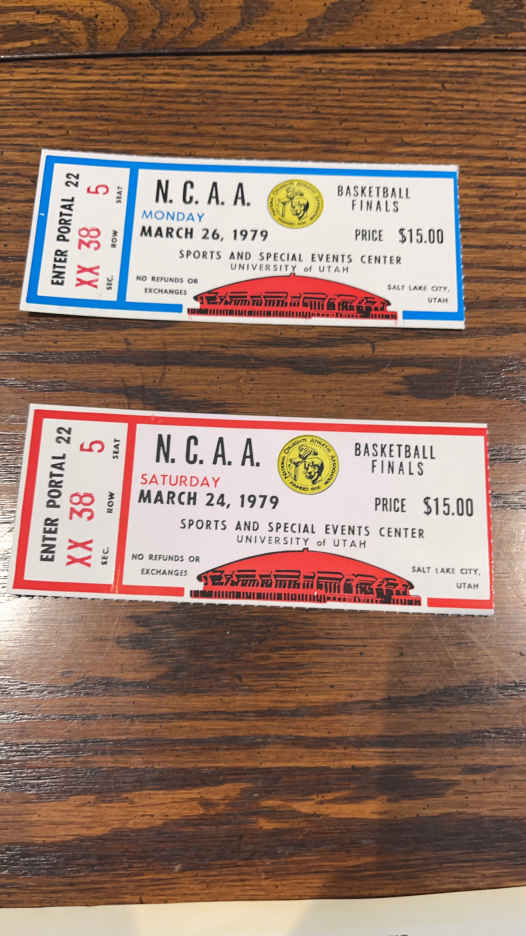 ENTER PORTAL 22
XX 38 5
SEC. ROW SEAT
N. C. A. A.
MONDAY
MARCH 26, 1979
BASKETBALL
FINALS
PRICE $15.00
SPORTS AND SPECIAL EVENTS CENTER
UNIVERSITY of UTAH
NO REFUNDS OR
EXCHANGES
SALT LAKE CITY,
UTAH
ENTER PORTAL 22
XX 38 5
SEC. ROW SEAT
N. C. A. A.
SATURDAY
MARCH 24, 1979
BASKETBALL
FINALS
PRICE $15.00
SPORTS AND SPECIAL EVENTS CENTER
UNIVERSITY of UTAH
NO REFUNDS OR
EXCHANGES
SALT LAKE CITY,
UTAH